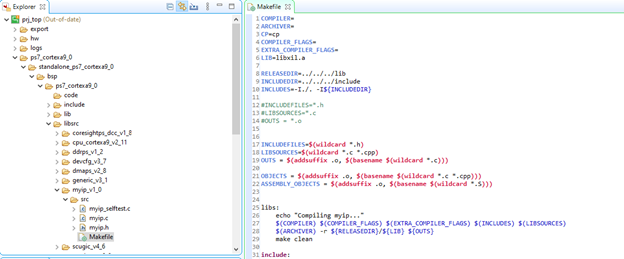 Explorer
prj_top (Out-of-date)
export
hw
logs
ps7_cortexa9_0
standalone_ps7_cortexa9_0
bsp
ps7_cortexa9_0
code
include
lib
libsrc
coresightps_dcc_v1_8
cpu_cortexa9_v2_11
ddrps_v1_2
devcfg_v3_7
dmaps_v2_8
generic_v3_1
myip_v1_0
src
myip_selftest.c
myip.c
myip.h
Makefile
scugic_v4_6
Makefile
1 COMPILER=
2 ARCHIVER=
3 CP=cp
4 COMPILER_FLAGS=
5 EXTRA_COMPILER_FLAGS=
6 LIB=libxil.a
7
8 RELEASEDIR=../../../lib
9 INCLUDEDIR=../../../include
10 INCLUDES=-I./. -I${INCLUDEDIR}
11
12 #INCLUDEFILES=*.h
13 #LIBSOURCES=*.c
14 #OUTS = *.o
15
16
17 INCLUDEFILES=$(wildcard *.h)
18 LIBSOURCES=$(wildcard *.c *.cpp)
19 OUTS = $(addsuffix .o, $(basename $(wildcard *.c)))
20
21 OBJECTS = $(addsuffix .o, $(basename $(wildcard *.c *.cpp)))
22 ASSEMBLY_OBJECTS = $(addsuffix .o, $(basename $(wildcard *.S)))
23
24
25 libs:
26 echo "Compiling myip..."
27 $(COMPILER) $(COMPILER_FLAGS) $(EXTRA_COMPILER_FLAGS) $(INCLUDES) $(LIBSOURCES)
28 $(ARCHIVER) -r ${RELEASEDIR}/${LIB} ${OUTS}
29 make clean
30
31 include: